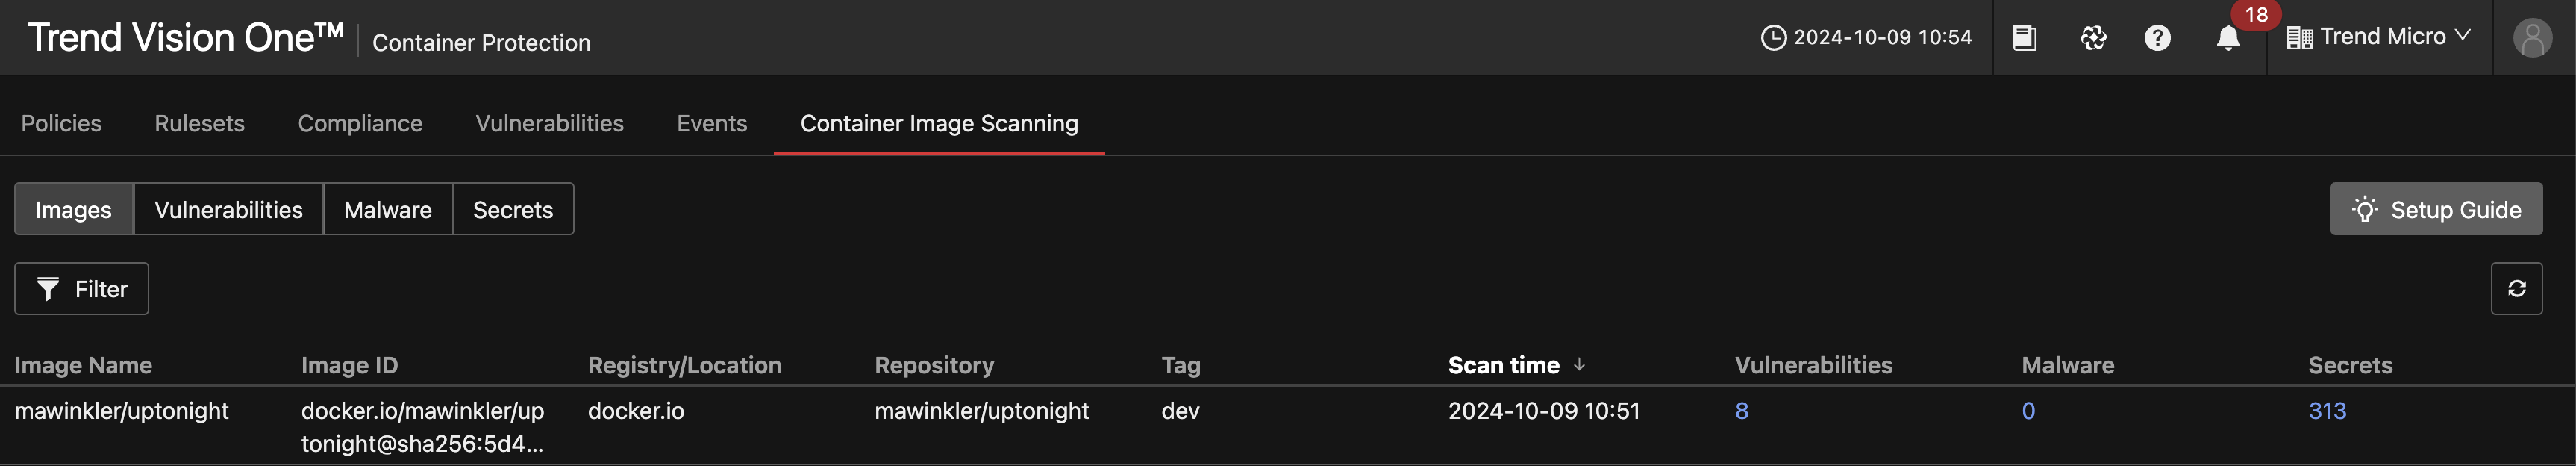 Trend Vision One™ Container Protection 2024-10-09 10:54 ? 18 Trend Micro
Policies Rulesets Compliance Vulnerabilities Events Container Image Scanning
Images Vulnerabilities Malware Secrets Setup Guide
Filter
Image Name Image ID Registry/Location Repository Tag Scan time ↓ Vulnerabilities Malware Secrets
mawinkler/uptonight docker.io/mawinkler/up docker.io mawinkler/uptonight dev 2024-10-09 10:51 8 0 313
tonight@sha256:5d4...